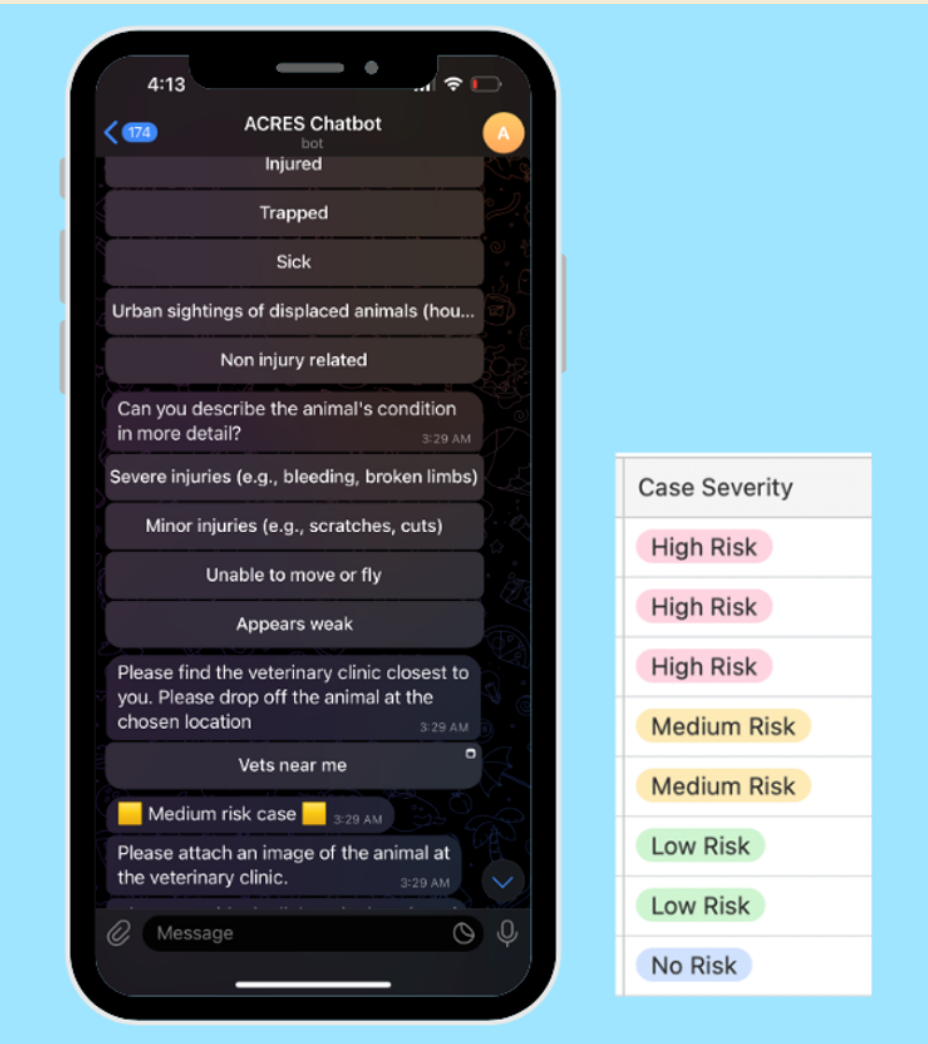 4:13
174
ACRES Chatbot
bot
A
Injured
Trapped
Sick
Urban sightings of displaced animals (hou...
Non injury related
Can you describe the animal's condition
in more detail?
3:29 AM
Severe injuries (e.g., bleeding, broken limbs)
Minor injuries (e.g., scratches, cuts)
Unable to move or fly
Appears weak
Please find the veterinary clinic closest to
you. Please drop off the animal at the
chosen location
3:29 AM
Vets near me
🟨 Medium risk case 🟨 3:29 AM
Please attach an image of the animal at
the veterinary clinic.
3:29 AM
Message
Case Severity
High Risk
High Risk
High Risk
Medium Risk
Medium Risk
Low Risk
Low Risk
No Risk